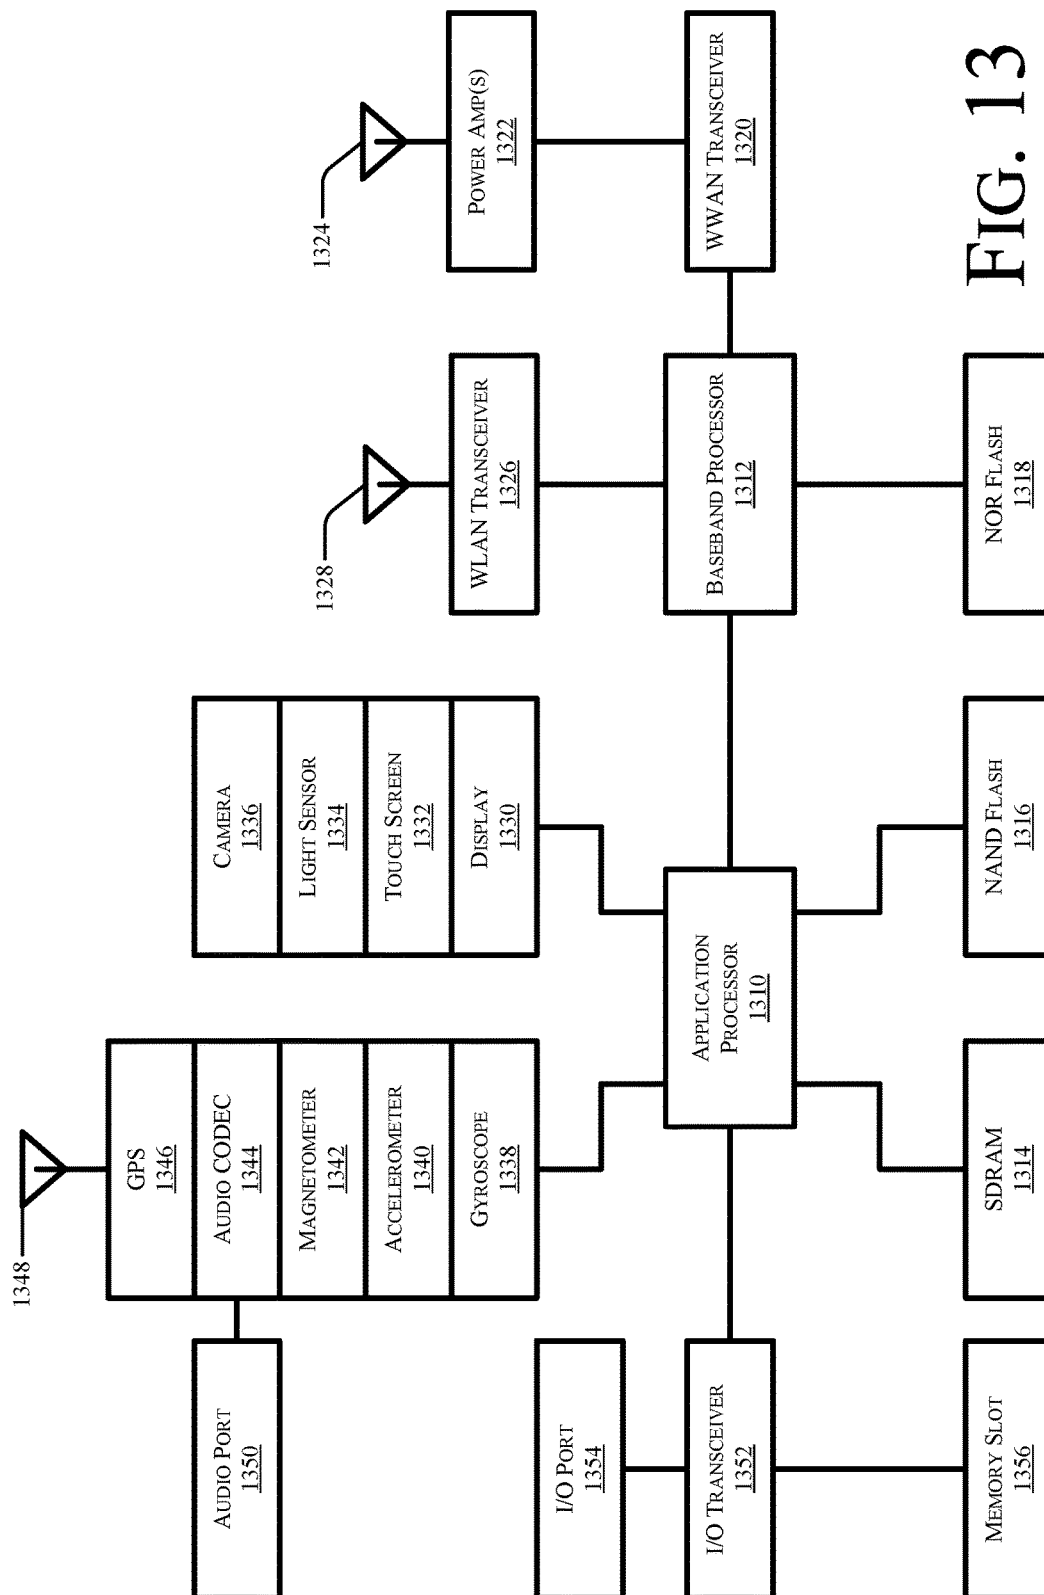 1348
GPS
1346
AUDIO CODEC
1344
MAGNETOMETER
1342
ACCELEROMETER
1340
GYROSCOPE
1338
AUDIO PORT
1350
CAMERA
1336
LIGHT SENSOR
1334
TOUCH SCREEN
1332
DISPLAY
1330
1328
WLAN TRANSCEIVER
1326
1324
POWER AMP(S)
1322
I/O PORT
1354
I/O TRANSCEIVER
1352
APPLICATION
PROCESSOR
1310
BASEBAND PROCESSOR
1312
WWAN TRANSCEIVER
1320
MEMORY SLOT
1356
SDRAM
1314
NAND FLASH
1316
NOR FLASH
1318
FIG. 13